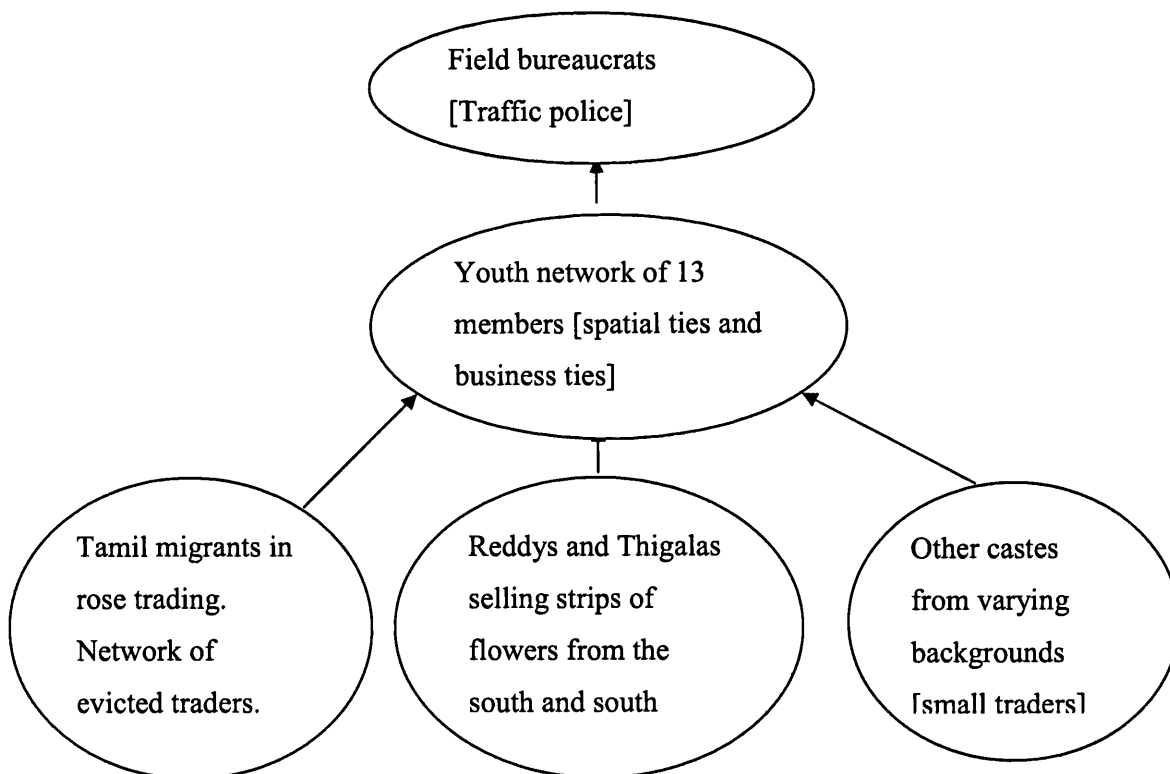 Field bureaucrats
[Traffic police]
Youth network of 13
members [spatial ties and
business ties]
Tamil migrants in
rose trading.
Network of
evicted traders.
Reddys and Thigalas
selling strips of
flowers from the
south and south
Other castes
from varying
backgrounds
[small traders]